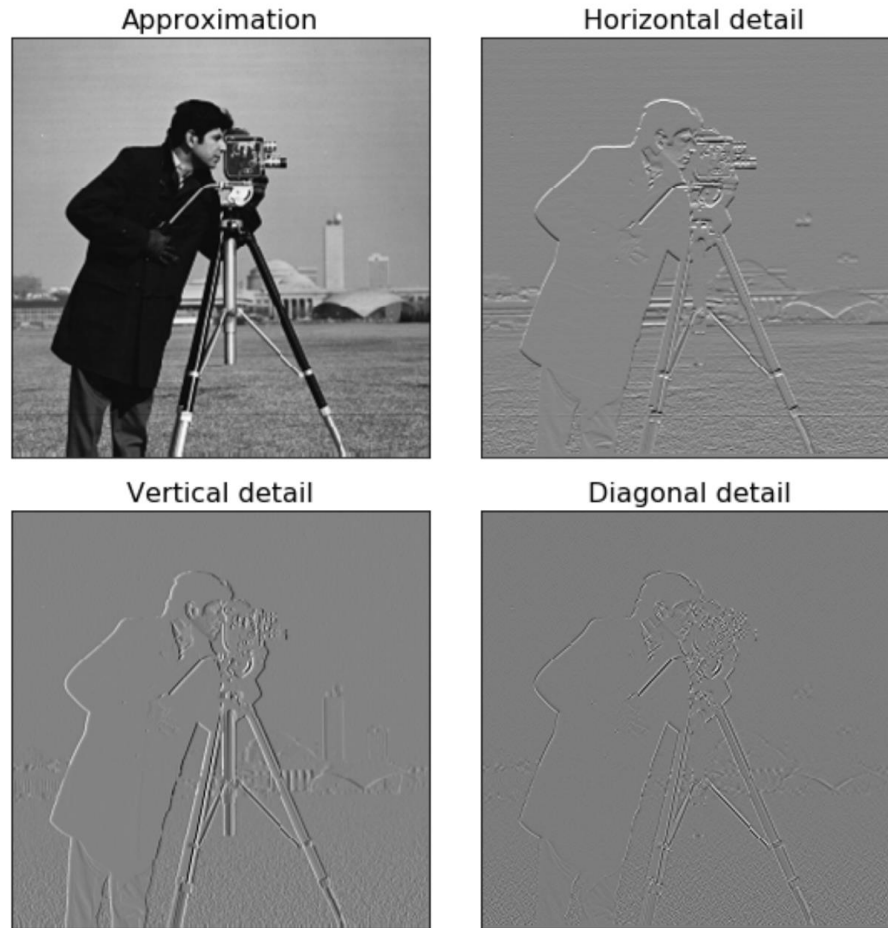 Approximation
Horizontal detail
Vertical detail
Diagonal detail